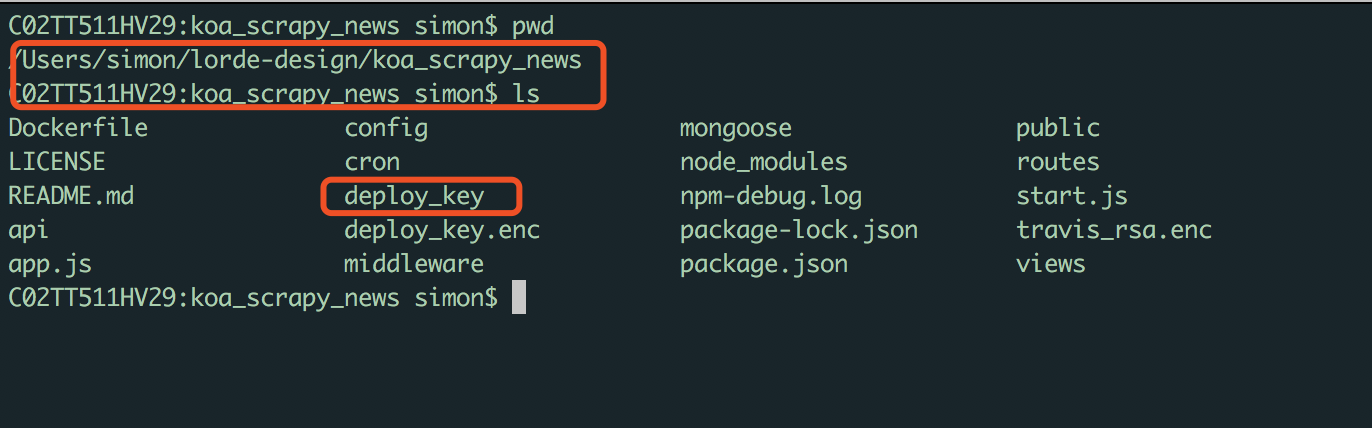 C02TT511HV29:koa_scrapy_news simon$ pwd
/Users/simon/lorde-design/koa_scrapy_news
C02TT511HV29:koa_scrapy_news simon$ ls
Dockerfile config mongoose public
LICENSE cron node_modules routes
README.md deploy_key npm-debug.log start.js
api deploy_key.enc package-lock.json travis_rsa.enc
app.js middleware package.json views
C02TT511HV29:koa_scrapy_news simon$